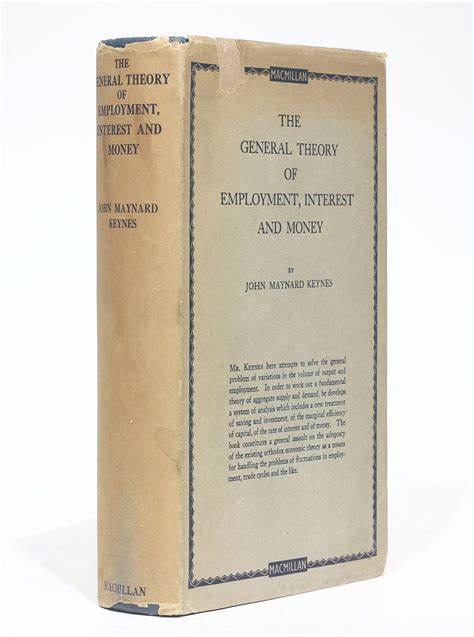 THE
GENERAL THEORY
OF
EMPLOYMENT,
INTEREST AND
MONEY
JOHN MAYNARD
KEYNES
MACMILLAN
MACMILLAN
THE
GENERAL THEORY
OF
EMPLOYMENT, INTEREST
AND MONEY
BY
JOHN MAYNARD KEYNES
MR. KEYNES here attempts to solve the general
problem of variations in the volume of output and
employment. In order to work out a fundamental
theory of aggregate supply and demand, he develops
a system of analysis which includes a new treatment
of saving and investment, of the marginal efficiency
of capital, of the rate of interest and of money. The
book constitutes a general assault on the adequacy
of the existing orthodox economic theory as a means
for handling the problems of fluctuations in employ-
ment, trade cycles and the like.
MACMILLAN